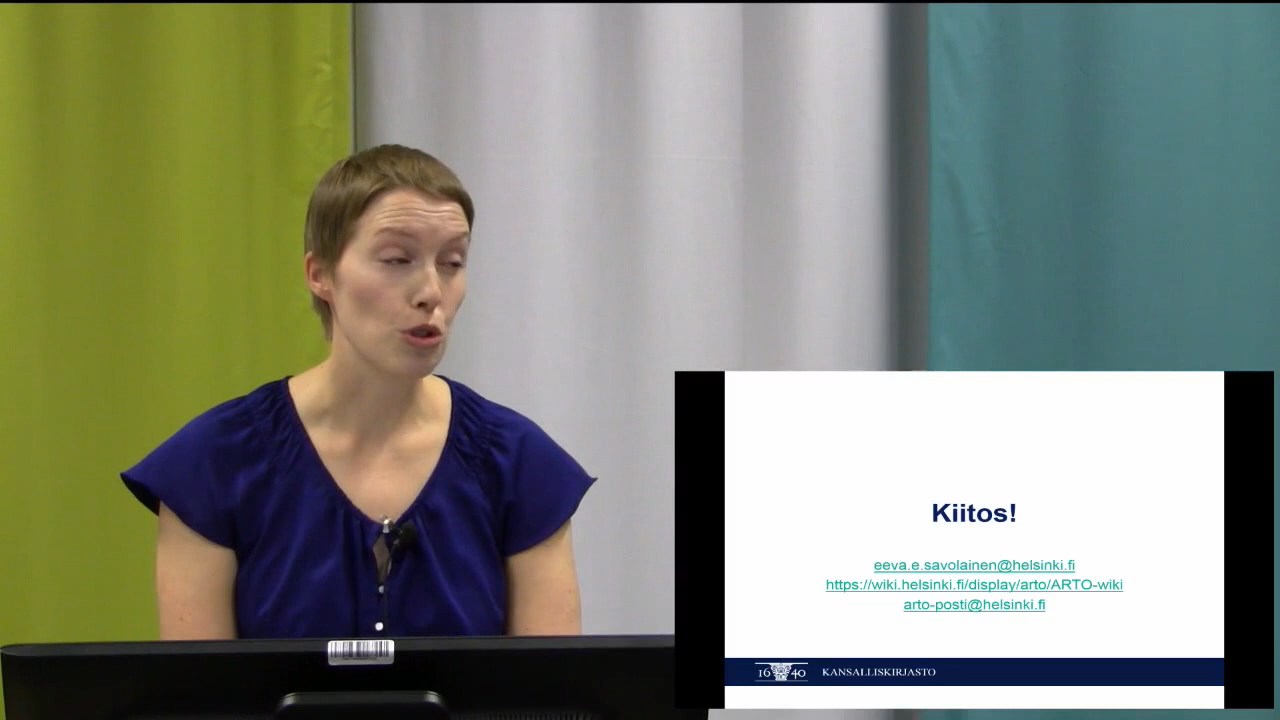 Kiitos!
eeva.e.savolainen@helsinki.fi
https://wiki.helsinki.fi/display/arto/ARTO-wiki
arto-posti@helsinki.fi
1640 KANSALLISKIRJASTO